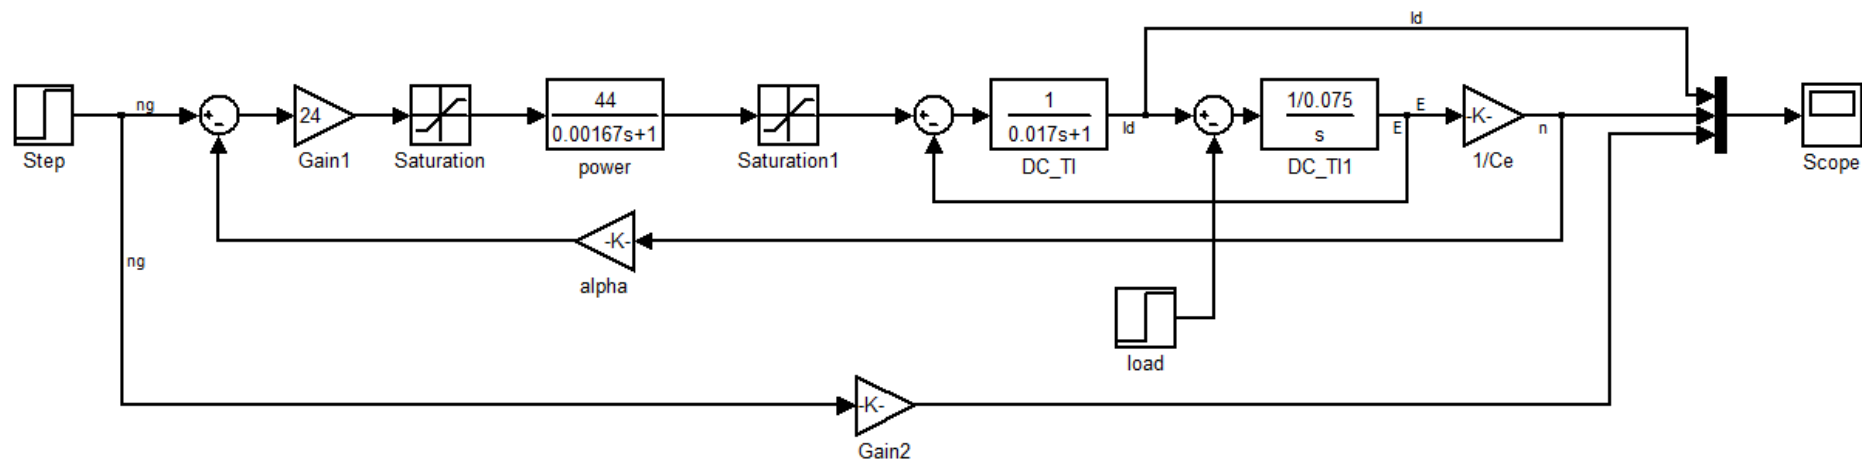 Id
ng
24
44
0.00167s+1
1
0.017s+1
Id
1/0.075
s
E
E
-K-
n
Step
Gain1
Saturation
power
Saturation1
DC_TI
DC_TI1
1/Ce
Scope
ng
-K-
alpha
load
-K-
Gain2